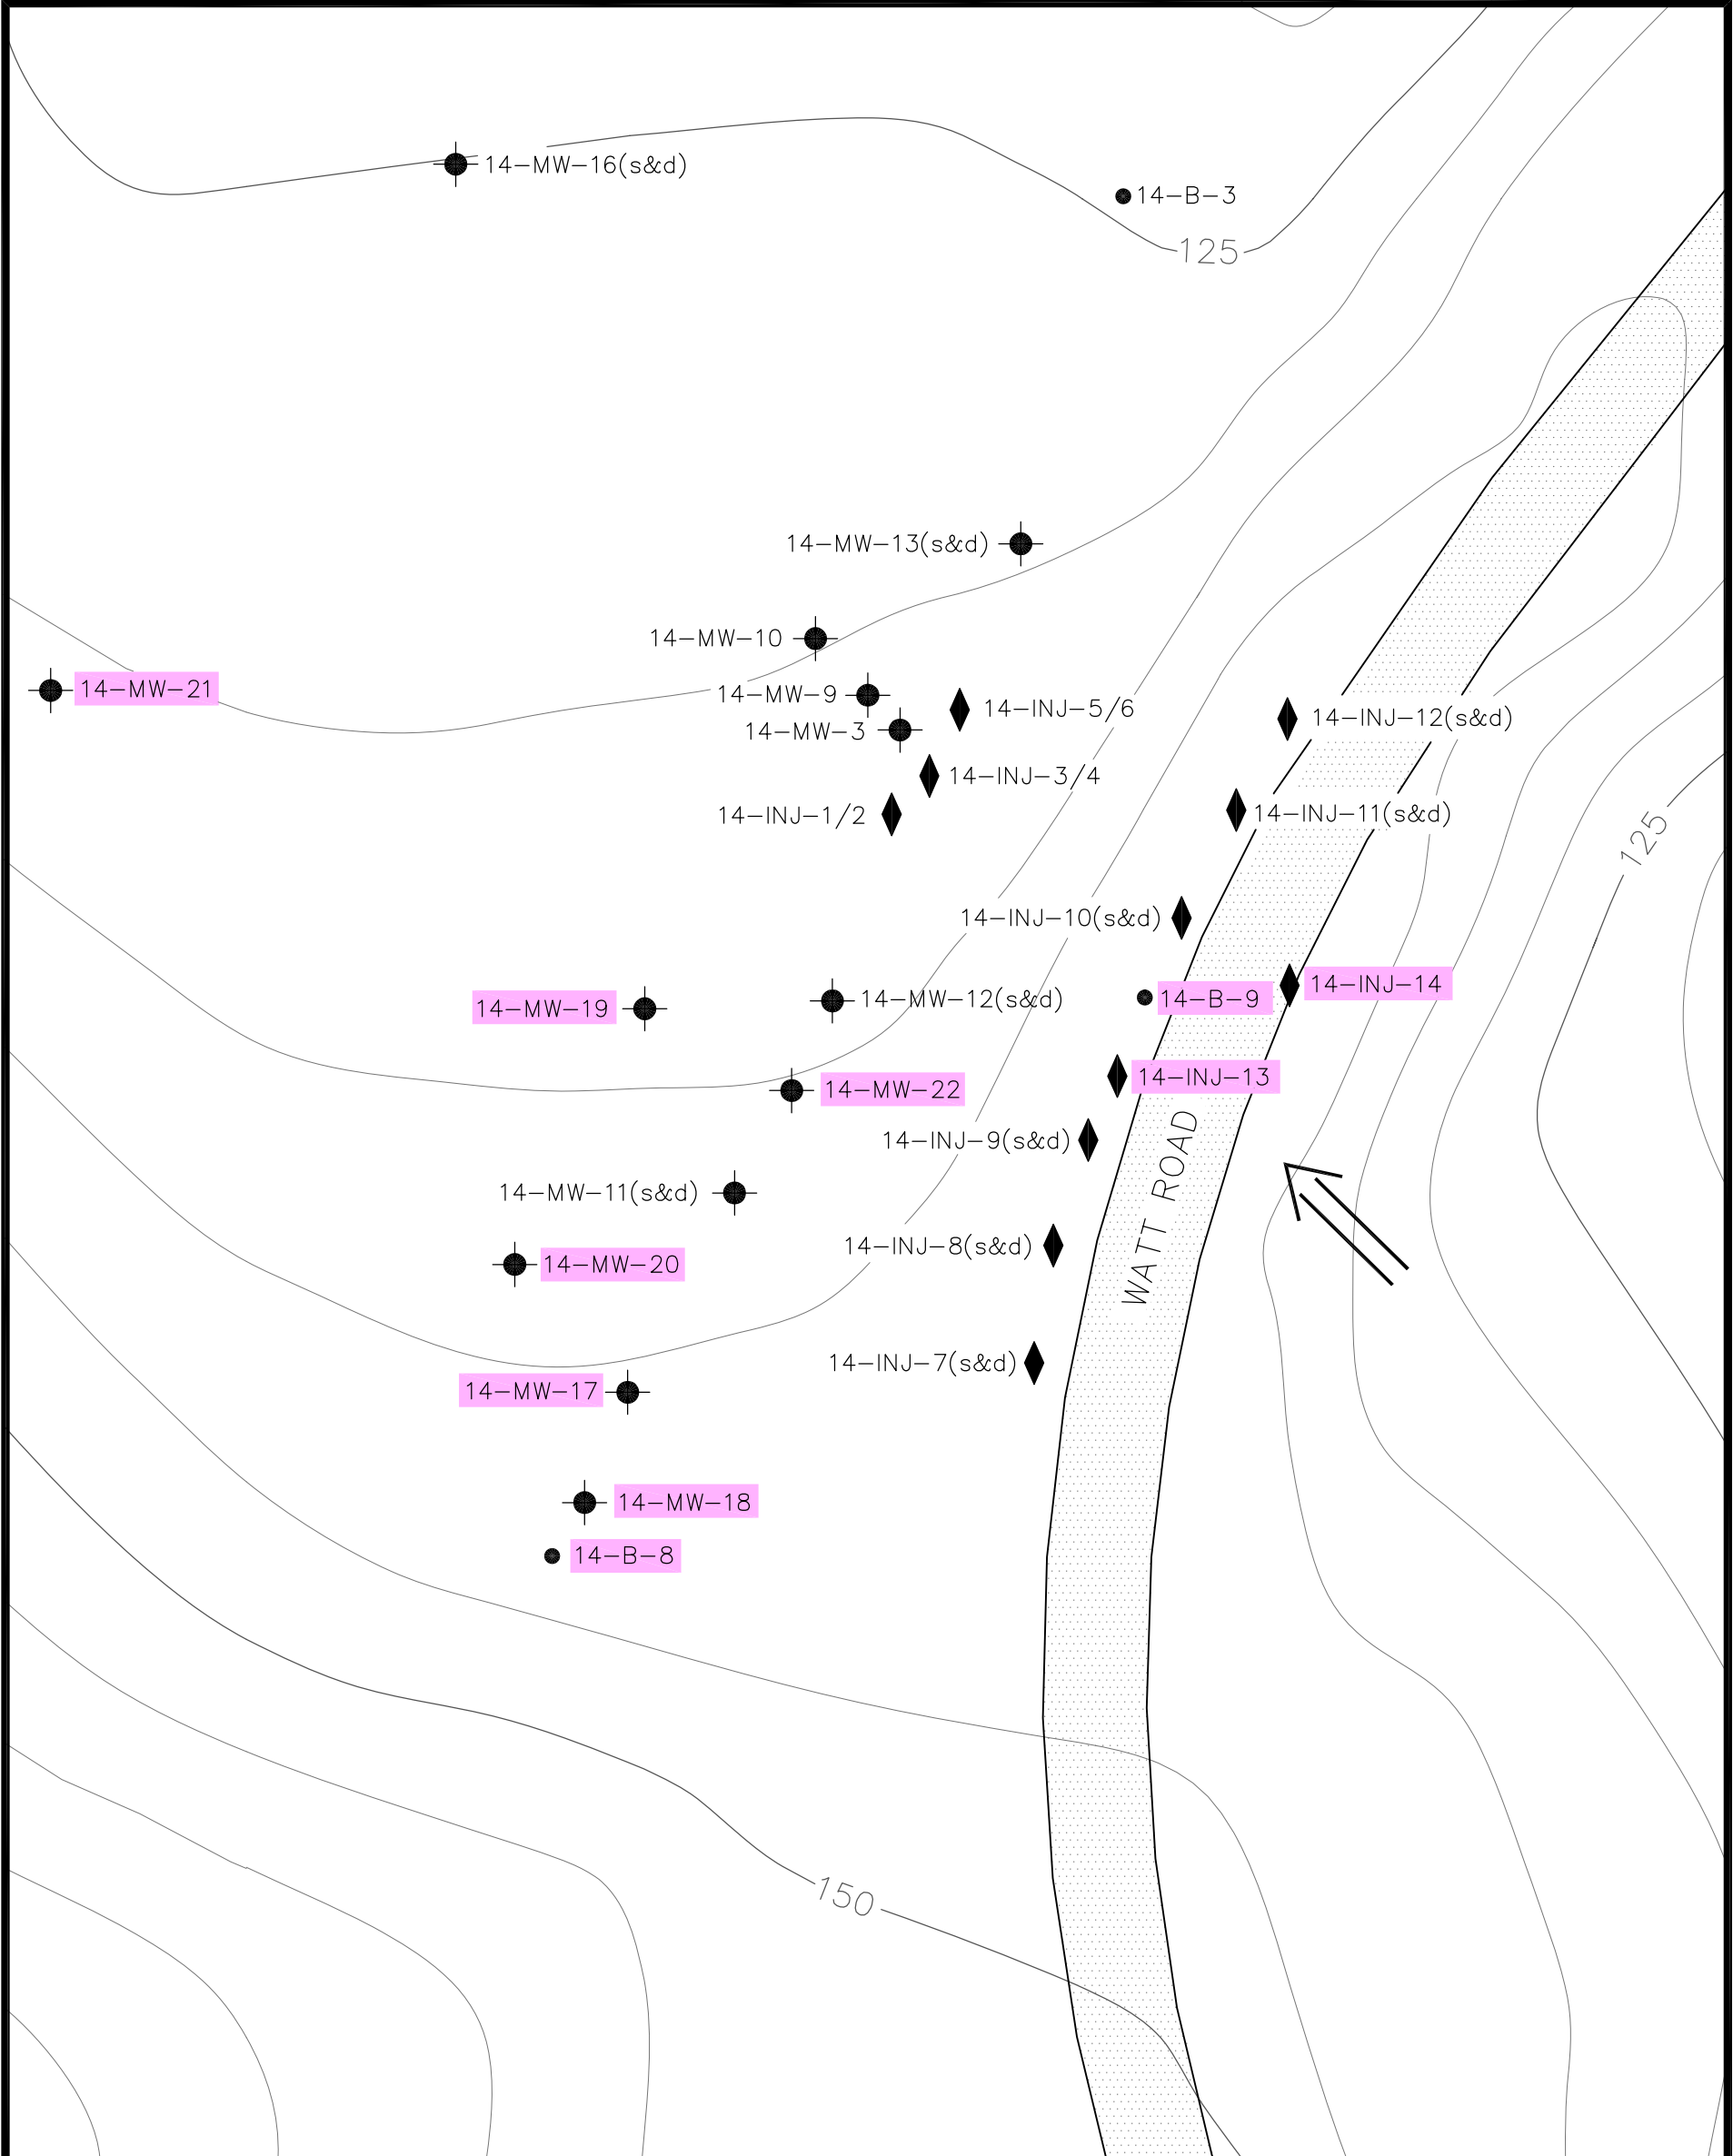 14-MW-16(s&d)
14-B-3
125
14-MW-13(s&d)
14-MW-10
14-MW-21
14-MW-9
14-INJ-5/6
14-INJ-12(s&d)
14-MW-3
14-INJ-3/4
14-INJ-1/2
14-INJ-11(s&d)
125
14-INJ-10(s&d)
14-INJ-14
14-MW-19
14-MW-12(s&d)
14-B-9
14-INJ-13
14-MW-22
14-INJ-9(s&d)
WATT ROAD
14-MW-11(s&d)
14-INJ-8(s&d)
14-MW-20
14-INJ-7(s&d)
14-MW-17
14-MW-18
14-B-8
150